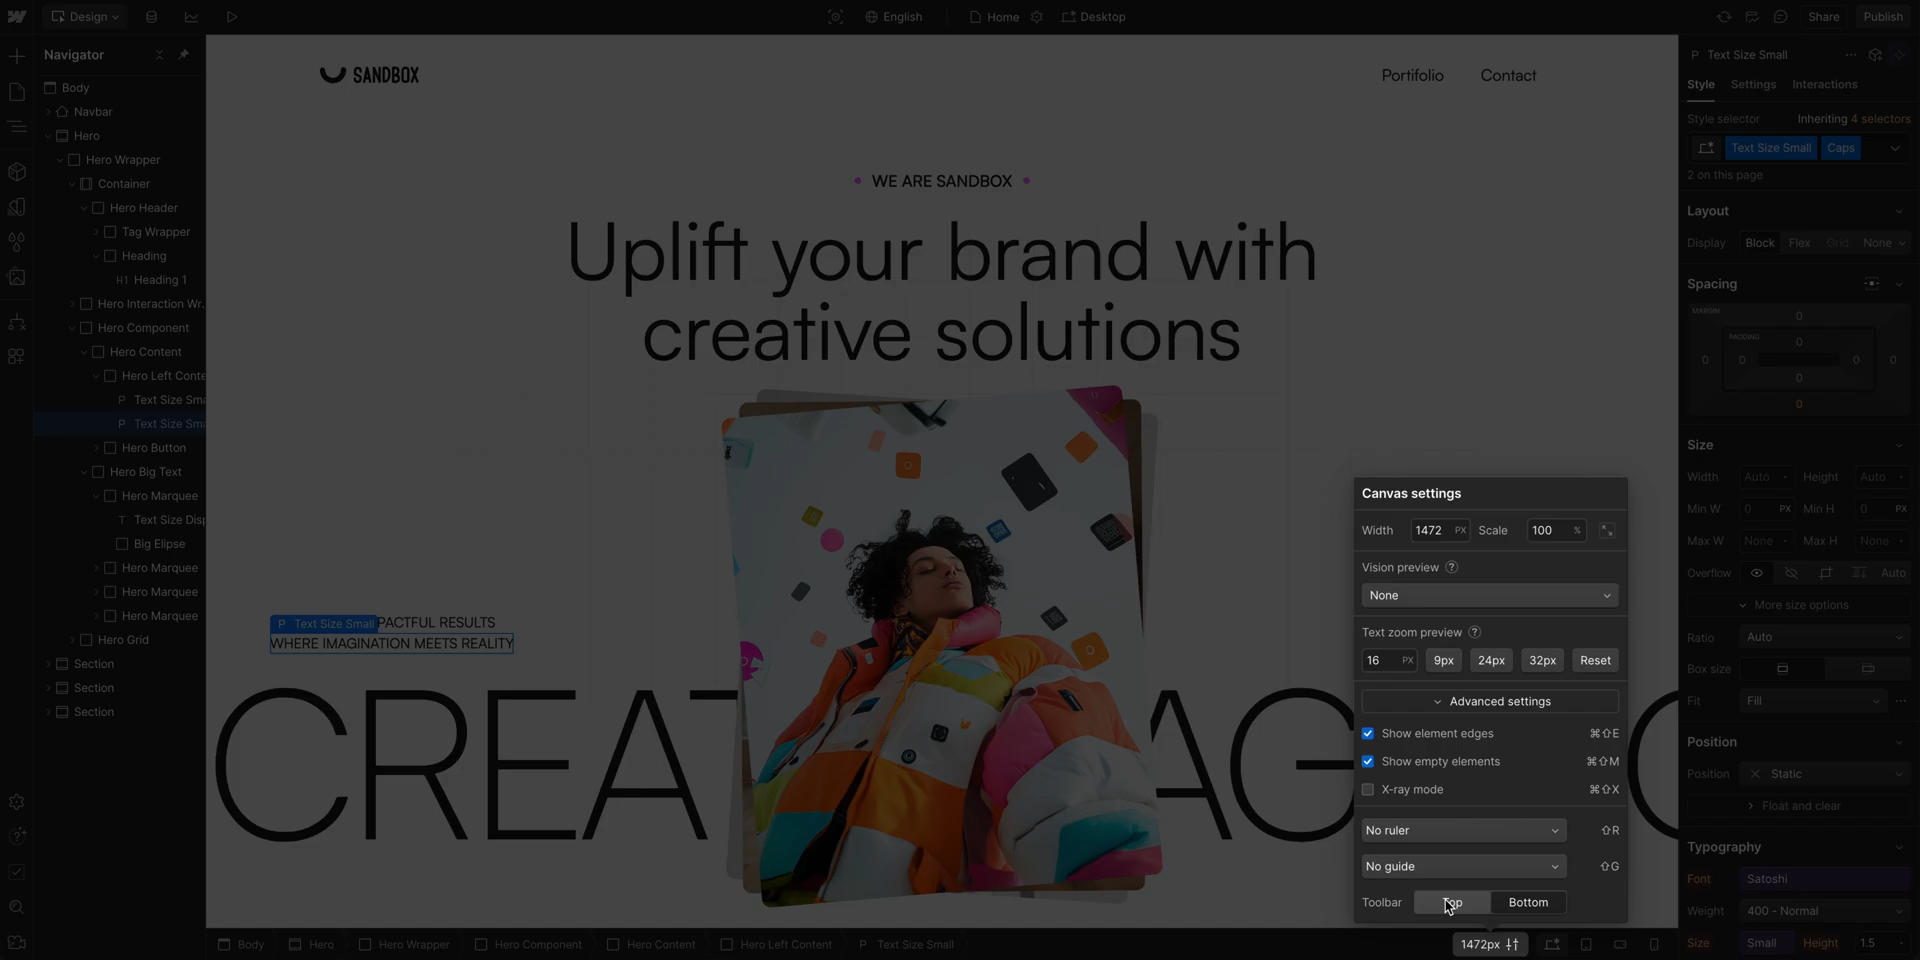 Design
English
Home
Desktop
Share
Publish
Navigator
Body
Navbar
Hero
Hero Wrapper
Container
Hero Header
Tag Wrapper
Heading
H1 Heading 1
Hero Interaction Wr...
Hero Component
Hero Content
Hero Left Conte
P Text Size Sma
P Text Size Sma
Hero Button
Hero Big Text
Hero Marquee
T Text Size Disp
Big Elipse
Hero Marquee
Hero Marquee
Hero Marquee
Hero Grid
Section
Section
Section
SANDBOX
Portfolio
Contact
WE ARE SANDBOX
Uplift your brand with
creative solutions
P Text Size Small PACTFUL RESULTS
WHERE IMAGINATION MEETS REALITY
CREAT
AG
Canvas settings
Width 1472 PX Scale 100 %
Vision preview ?
None
Text zoom preview ?
16 PX 9px 24px 32px Reset
Advanced settings
Show element edges ⌘⇧E
Show empty elements ⌘⇧M
X-ray mode ⌘⇧X
No ruler ⇧R
No guide ⇧G
Toolbar Top Bottom
Body Hero Hero Wrapper Hero Component Hero Content Hero Left Content P Text Size Small
1472px
P Text Size Small
Style Settings Interactions
Style selector Inheriting 4 selectors
Text Size Small Caps
2 on this page
Layout
Display Block Flex Grid None
Spacing
MARGIN
0
PADDING
0
0 0 0 0
0
0
Size
Width Auto - Height Auto -
Min W 0 PX Min H 0 PX
Max W None - Max H None -
Overflow Auto
More size options
Ratio Auto
Box size
Fit Fill
Position
Position Static
Float and clear
Typography
Font Satoshi
Weight 400 - Normal
Size Small Height 1.5 -